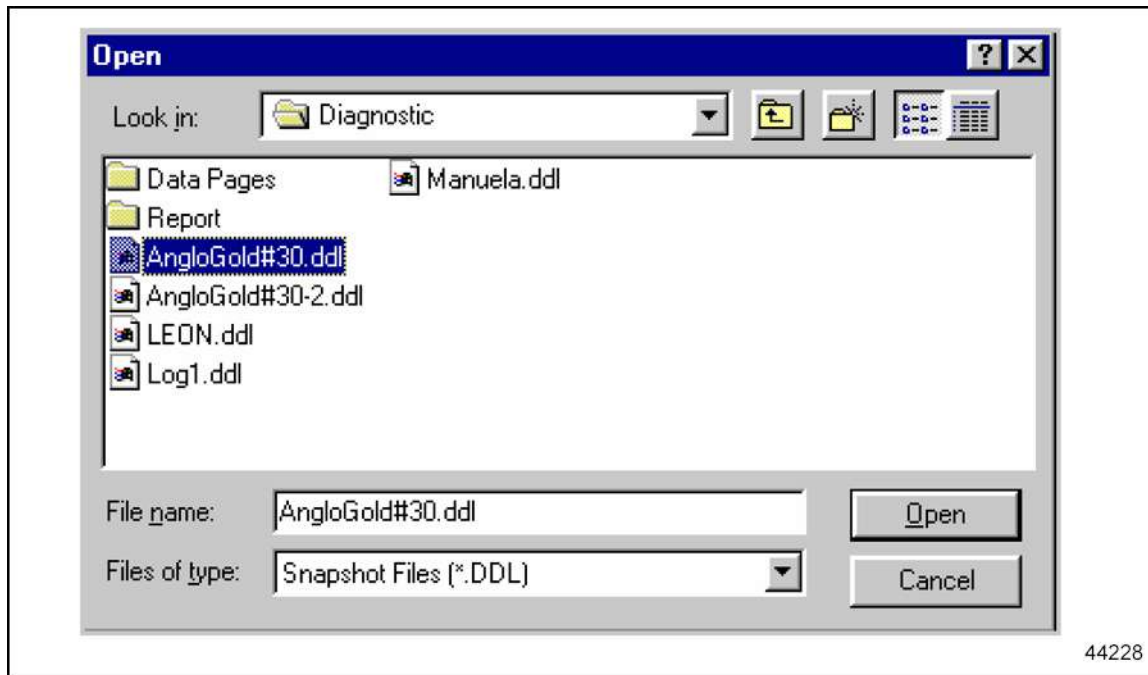 Open
Look in: Diagnostic
Data Pages
Report
AngloGold#30.ddl
AngloGold#30-2.ddl
LEON.ddl
Log1.ddl
Manuela.ddl
File name: AngloGold#30.ddl
Open
Files of type: Snapshot Files (*.DDL)
Cancel
44228